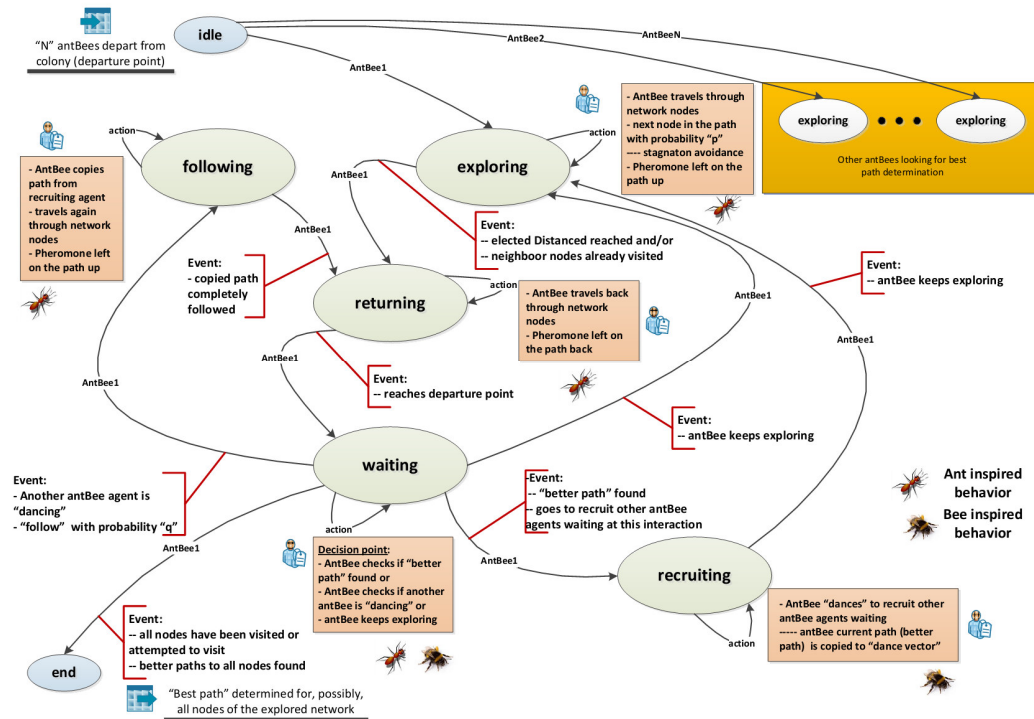 "N" antBees depart from
colony (departure point)
idle
AntBee2
AntBeeN
AntBee1
exploring
exploring
Other antBees looking for best
path determination
action
- AntBee travels through
network nodes
- next node in the path
with probability "p"
---- stagnaton avoidance
- Pheromone left on the
path up
action
following
- AntBee copies
path from
recruiting agent
- travels again
through network
nodes
- Pheromone left
on the path up
exploring
AntBee1
AntBee1
Event:
-- elected Distanced reached and/or
-- neighbor nodes already visited
Event:
- copied path
completely
followed
Event:
-- antBee keeps exploring
returning
action
- AntBee travels back
through network
nodes
- Pheromone left on
the path back
AntBee1
AntBee1
AntBee1
AntBee1
Event:
-- reaches departure point
Event:
-- antBee keeps exploring
waiting
action
Event:
- Another antBee agent is
"dancing"
- "follow" with probability "q"
AntBee1
-Event:
-- "better path" found
-- goes to recruit other antBee
agents waiting at this interaction
AntBee1
Ant inspired
behavior
Bee inspired
behavior
Decision point:
- AntBee checks if "better
path" found or
- AntBee checks if another
antBee is "dancing" or
- antBee keeps exploring
recruiting
action
- AntBee "dances" to recruit other
antBee agents waiting
----- antBee current path (better
path) is copied to "dance vector"
Event:
-- all nodes have been visited or
attempted to visit
-- better paths to all nodes found
end
"Best path" determined for, possibly,
all nodes of the explored network